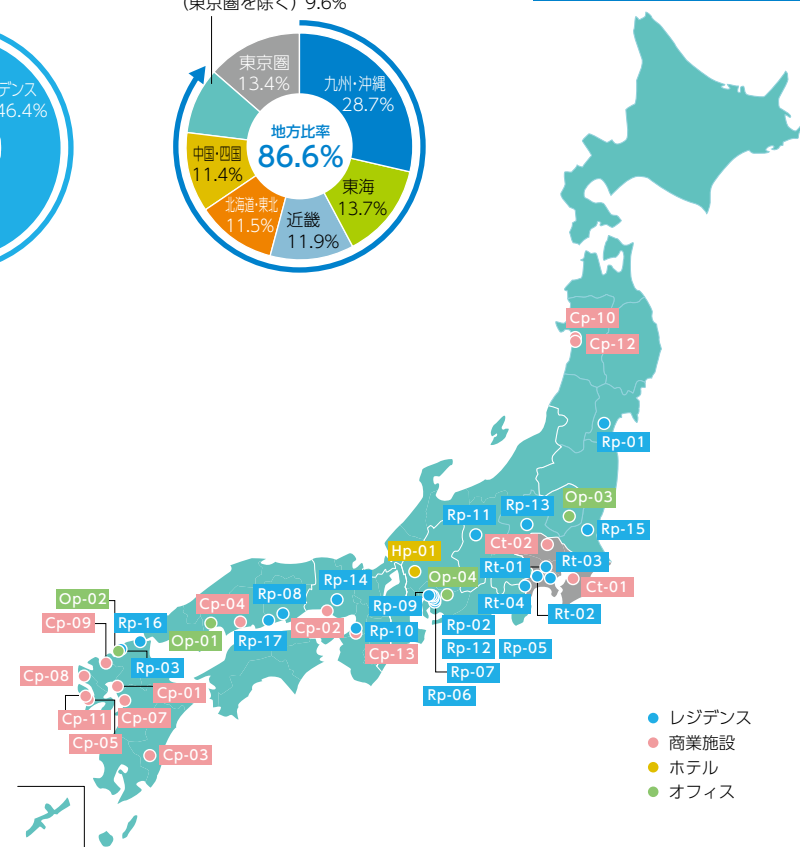 (東京圏を除く) 9.6%
デンス
46.4%
東京圏
13.4%
九州・沖縄
28.7%
地方比率
86.6%
中国・四国
11.4%
東海
13.7%
北海道・東北
11.5%
近畿
11.9%
Cp-10
Cp-12
Rp-01
Op-03
Rp-13
Rp-11
Rp-15
Ct-02
Hp-01
Rt-01
Rt-03
Op-04
Rp-14
Ct-01
Rp-08
Op-02
Cp-04
Rp-09
Rt-04
Rt-02
Cp-09
Rp-16
Cp-02
Rp-10
Rp-02
Op-01
Rp-17
Cp-13
Rp-12
Rp-05
Rp-03
Cp-08
Rp-07
Cp-01
Rp-06
Cp-11
Cp-07
Cp-05
Cp-03
レジデンス
商業施設
ホテル
オフィス